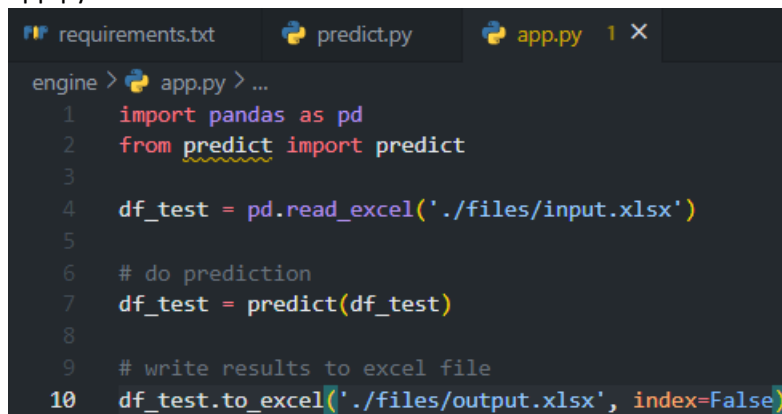 requirements.txt predict.py app.py 1 ×
engine > app.py > ...
1 import pandas as pd
2 from predict import predict
3
4 df_test = pd.read_excel('./files/input.xlsx')
5
6 # do prediction
7 df_test = predict(df_test)
8
9 # write results to excel file
10 df_test.to_excel('./files/output.xlsx', index=False)